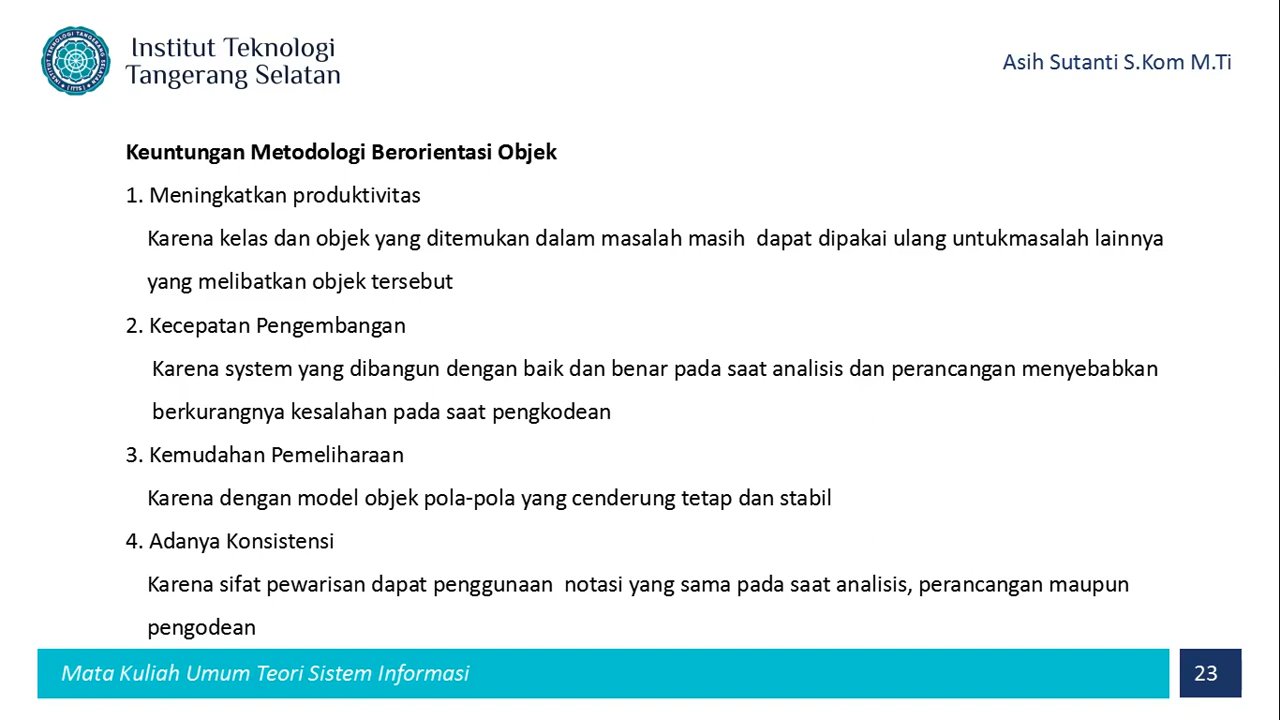 Institut Teknologi
Tangerang Selatan
Asih Sutanti S.Kom M.Ti
Keuntungan Metodologi Berorientasi Objek
1. Meningkatkan produktivitas
Karena kelas dan objek yang ditemukan dalam masalah masih  dapat dipakai ulang untukmasalah lainnya
yang melibatkan objek tersebut
2. Kecepatan Pengembangan
Karena system yang dibangun dengan baik dan benar pada saat analisis dan perancangan menyebabkan
berkurangnya kesalahan pada saat pengkodean
3. Kemudahan Pemeliharaan
Karena dengan model objek pola-pola yang cenderung tetap dan stabil
4. Adanya Konsistensi
Karena sifat pewarisan dapat penggunaan  notasi yang sama pada saat analisis, perancangan maupun
pengodean
Mata Kuliah Umum Teori Sistem Informasi
23